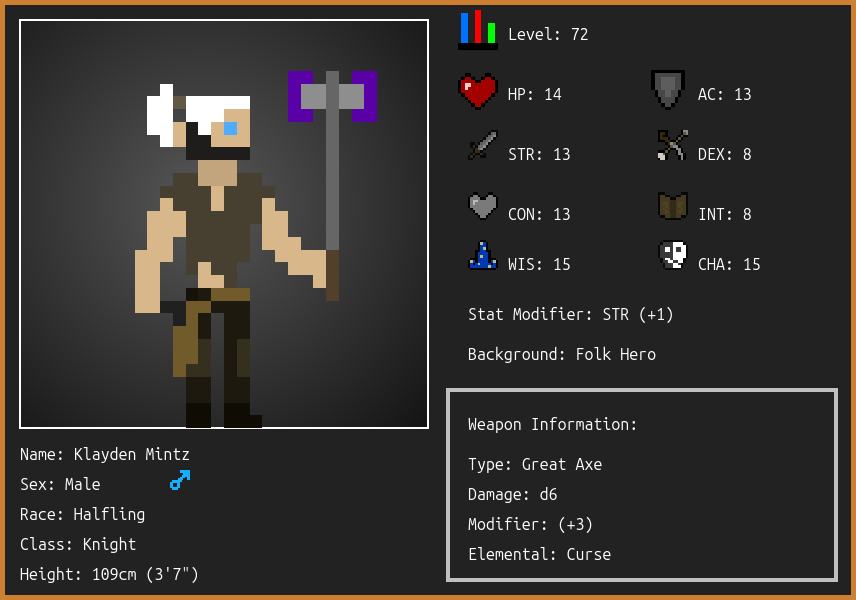 Level: 72
HP: 14
AC: 13
STR: 13
DEX: 8
CON: 13
INT: 8
WIS: 15
CHA: 15
Stat Modifier: STR (+1)
Background: Folk Hero
Weapon Information:
Type: Great Axe
Damage: d6
Modifier: (+3)
Elemental: Curse
Name: Klayden Mintz
Sex: Male
Race: Halfling
Class: Knight
Height: 109cm (3'7")